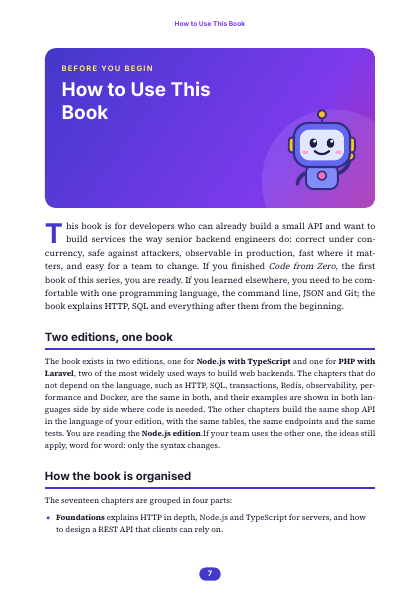 How to Use This Book
BEFORE YOU BEGIN
How to Use This
Book
This book is for developers who can already build a small API and want to
build services the way senior backend engineers do: correct under con-
currency, safe against attackers, observable in production, fast where it mat-
ters, and easy for a team to change. If you finished Code from Zero, the first
book of this series, you are ready. If you learned elsewhere, you need to be com-
fortable with one programming language, the command line, JSON and Git; the
book explains HTTP, SQL and everything after them from the beginning.
Two editions, one book
The book exists in two editions, one for Node.js with TypeScript and one for PHP with
Laravel, two of the most widely used ways to build web backends. The chapters that do
not depend on the language, such as HTTP, SQL, transactions, Redis, observability, per-
formance and Docker, are the same in both, and their examples are shown in both lan-
guages side by side where code is needed. The other chapters build the same shop API
in the language of your edition, with the same tables, the same endpoints and the same
tests. You are reading the Node.js edition.If your team uses the other one, the ideas still
apply, word for word: only the syntax changes.
How the book is organised
The seventeen chapters are grouped in four parts:
• Foundations explains HTTP in depth, Node.js and TypeScript for servers, and how
to design a REST API that clients can rely on.
7